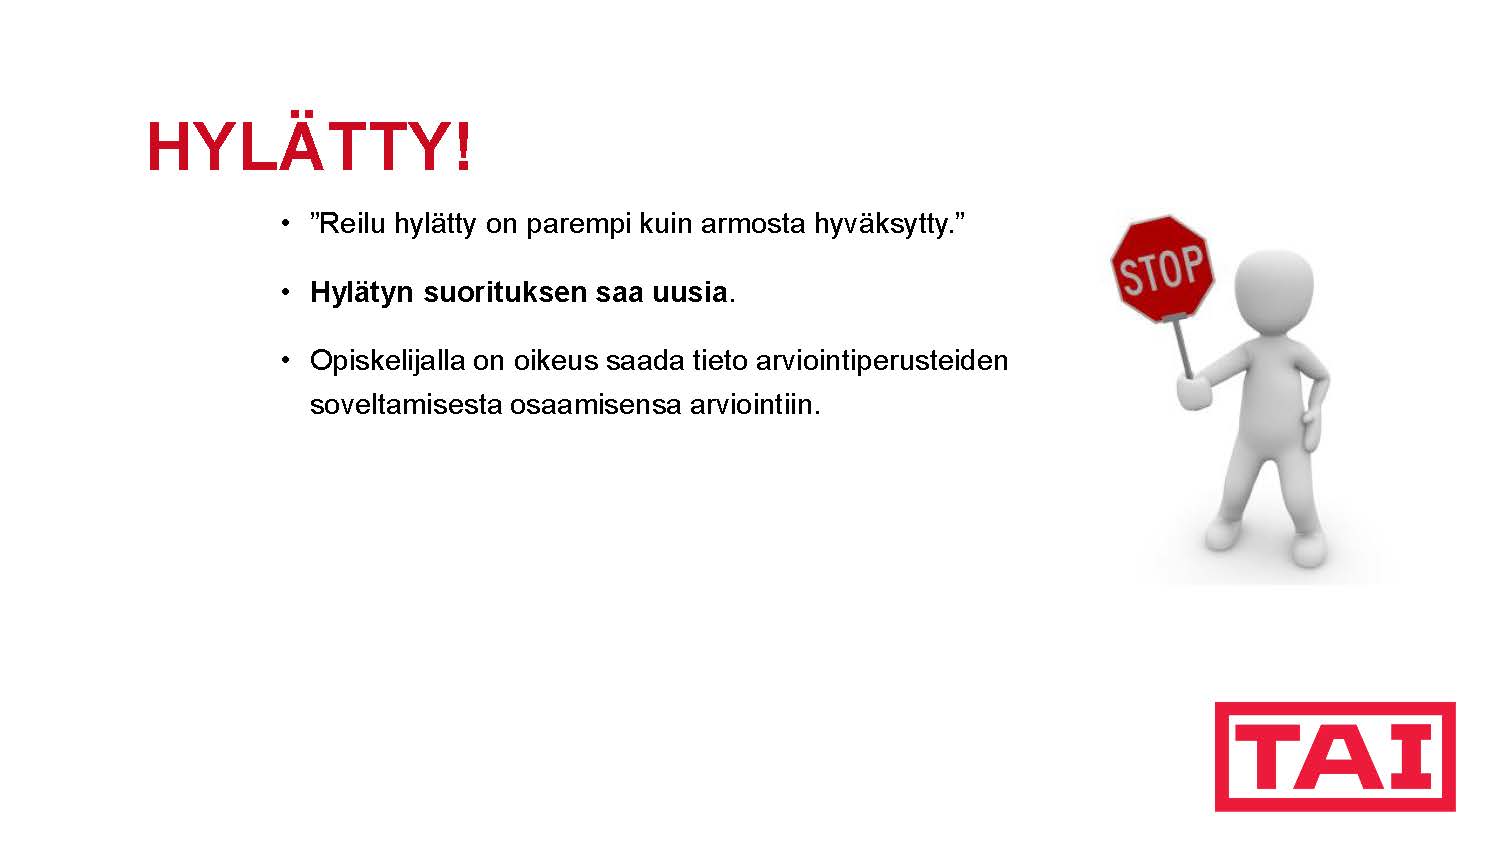 HYLÄTTY!
• ”Reilu hylätty on parempi kuin armosta hyväksytty.”
• Hylätyn suorituksen saa uusia.
• Opiskelijalla on oikeus saada tieto arviointiperusteiden
soveltamisesta osaamisensa arviointiin.
STOP
TAI